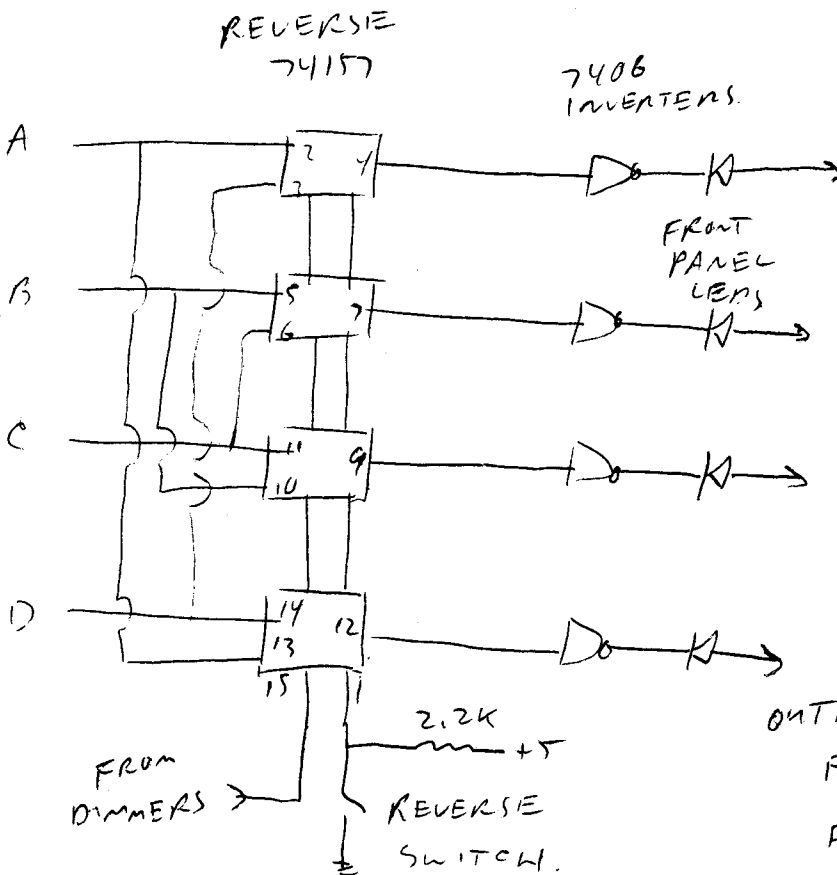 REVERSE
74157
7406
INVERTERS.
A
2
4
3
FRONT
PANEL
LEDS
B
5
7
6
C
11
9
10
D
14
12
13
15
1
2.2K
+5
FROM
DIMMERS
REVERSE
SWITCH.